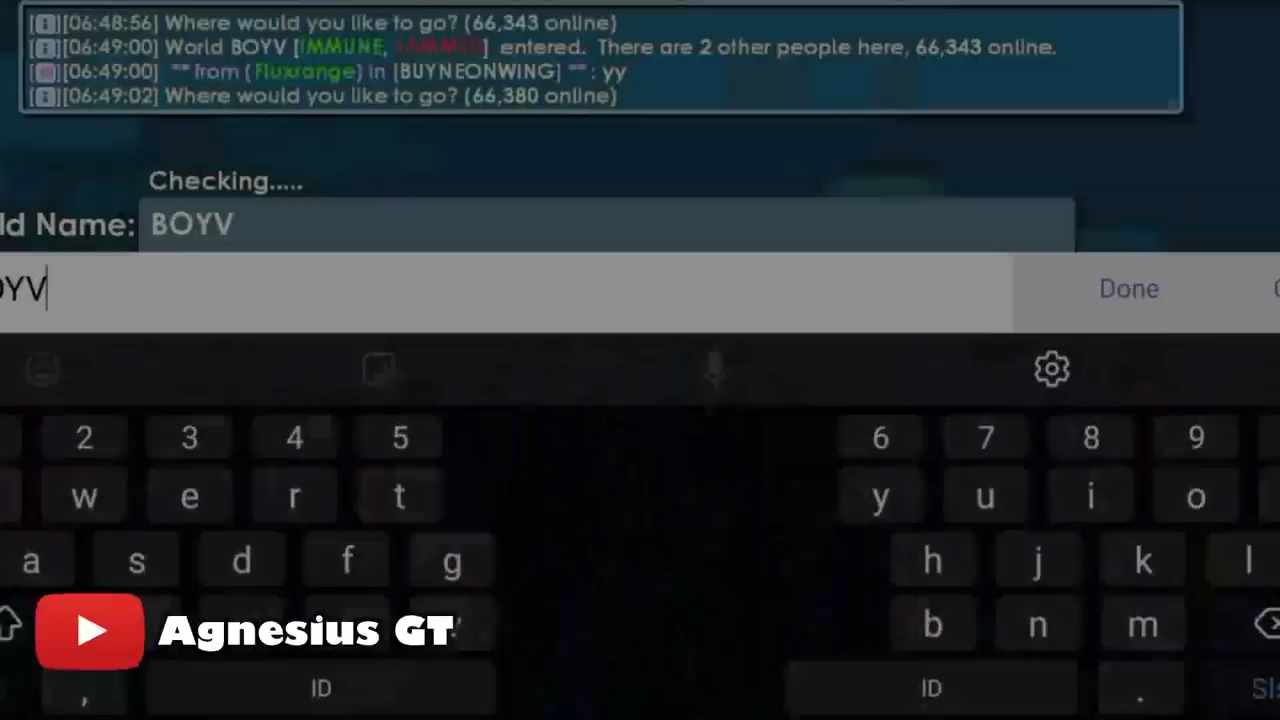 [i][06:48:56] Where would you like to go? (66,343 online)
[i][06:49:00] World BOYV [IMMUNE, JAMMED] entered. There are 2 other people here, 66,343 online.
[06:49:00] ** from (Fluxrange) in [BUYNEONWING] ** : yy
[i][06:49:02] Where would you like to go? (66,380 online)
Checking.....
ld Name: BOYV
OYV
Done
2 3 4 5 6 7 8 9
w e r t y u i o
a s d f g h j k l
b n m
Agnesius GT
, ID ID .